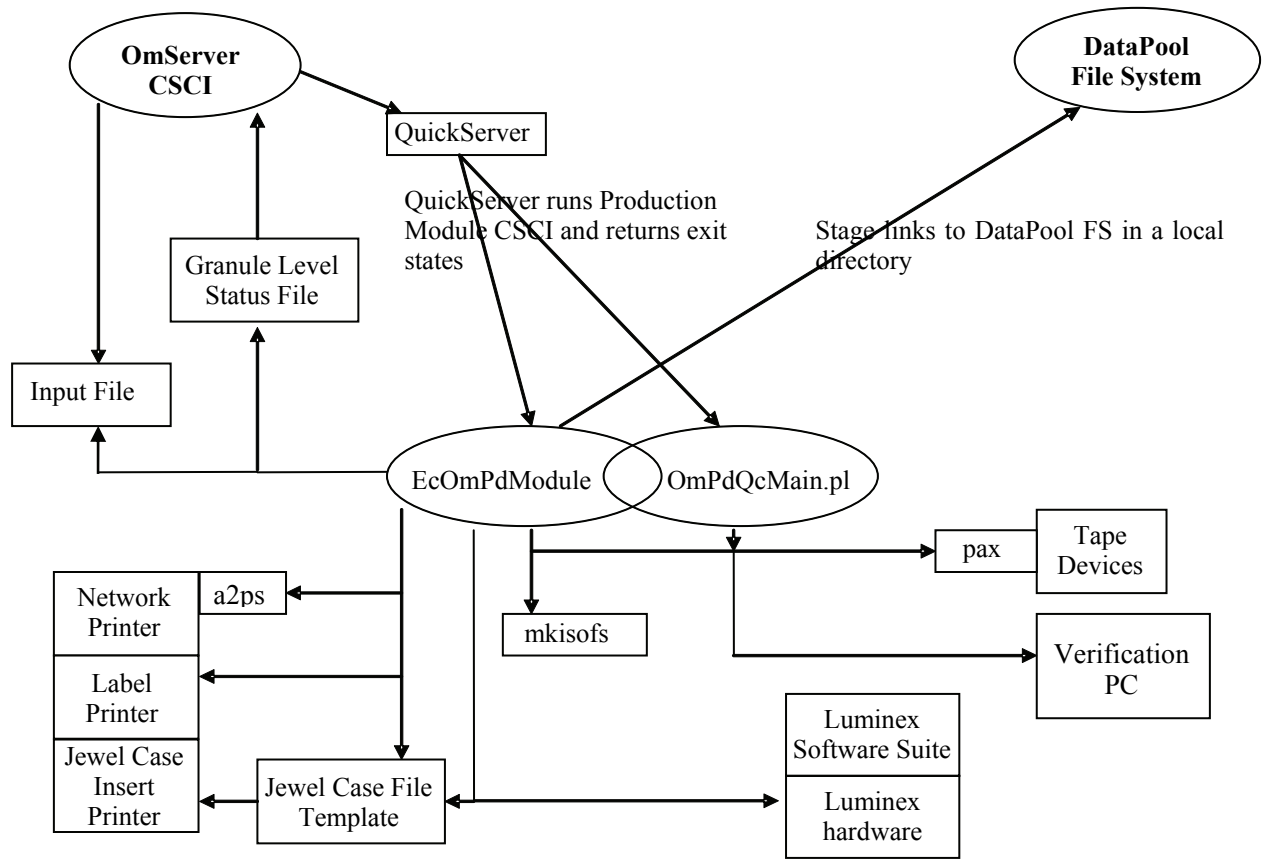 OmServer
CSCI
DataPool
File System
QuickServer
QuickServer runs Production
Module CSCI and returns exit
states
Stage links to DataPool FS in a local
directory
Granule Level
Status File
Input File
EcOmPdModule
OmPdQcMain.pl
pax
Tape
Devices
Network
Printer
a2ps
mkisofs
Verification
PC
Label
Printer
Luminex
Software Suite
Jewel Case
Insert
Printer
Jewel Case File
Template
Luminex
hardware